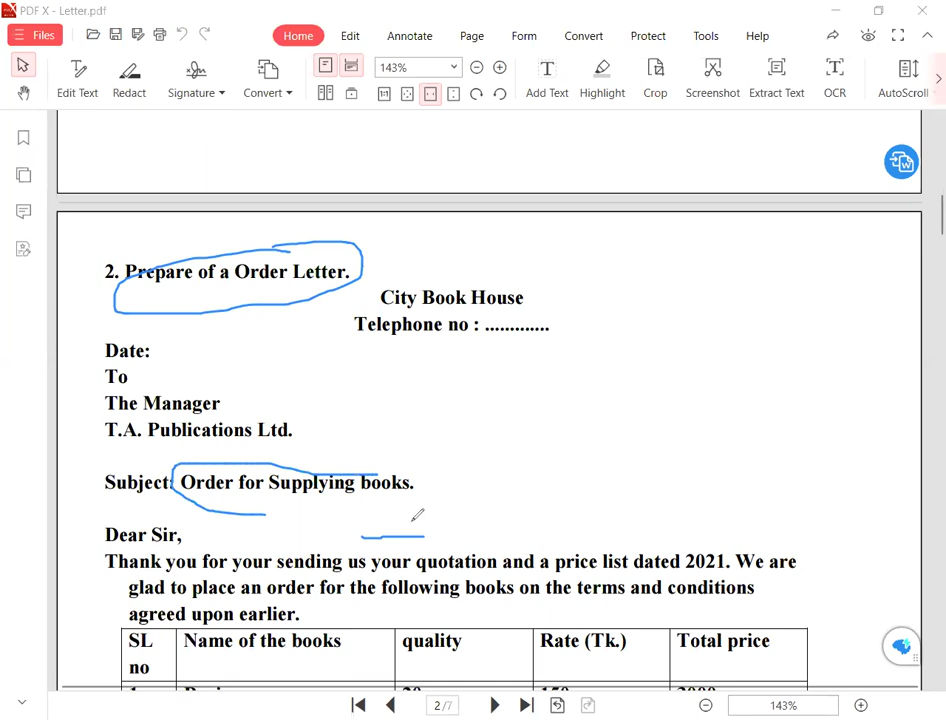 PDF X - Letter.pdf
Files
Home
Edit
Annotate
Page
Form
Convert
Protect
Tools
Help
143%
Edit Text
Redact
Signature
Convert
1:1
Add Text
Highlight
Crop
Screenshot
Extract Text
OCR
AutoScroll
2. Prepare of a Order Letter.
City Book House
Telephone no : .............
Date:
To
The Manager
T.A. Publications Ltd.
Subject: Order for Supplying books.
Dear Sir,
Thank you for your sending us your quotation and a price list dated 2021. We are
glad to place an order for the following books on the terms and conditions
agreed upon earlier.
SL no Name of the books quality Rate (Tk.) Total price
2/7
143%